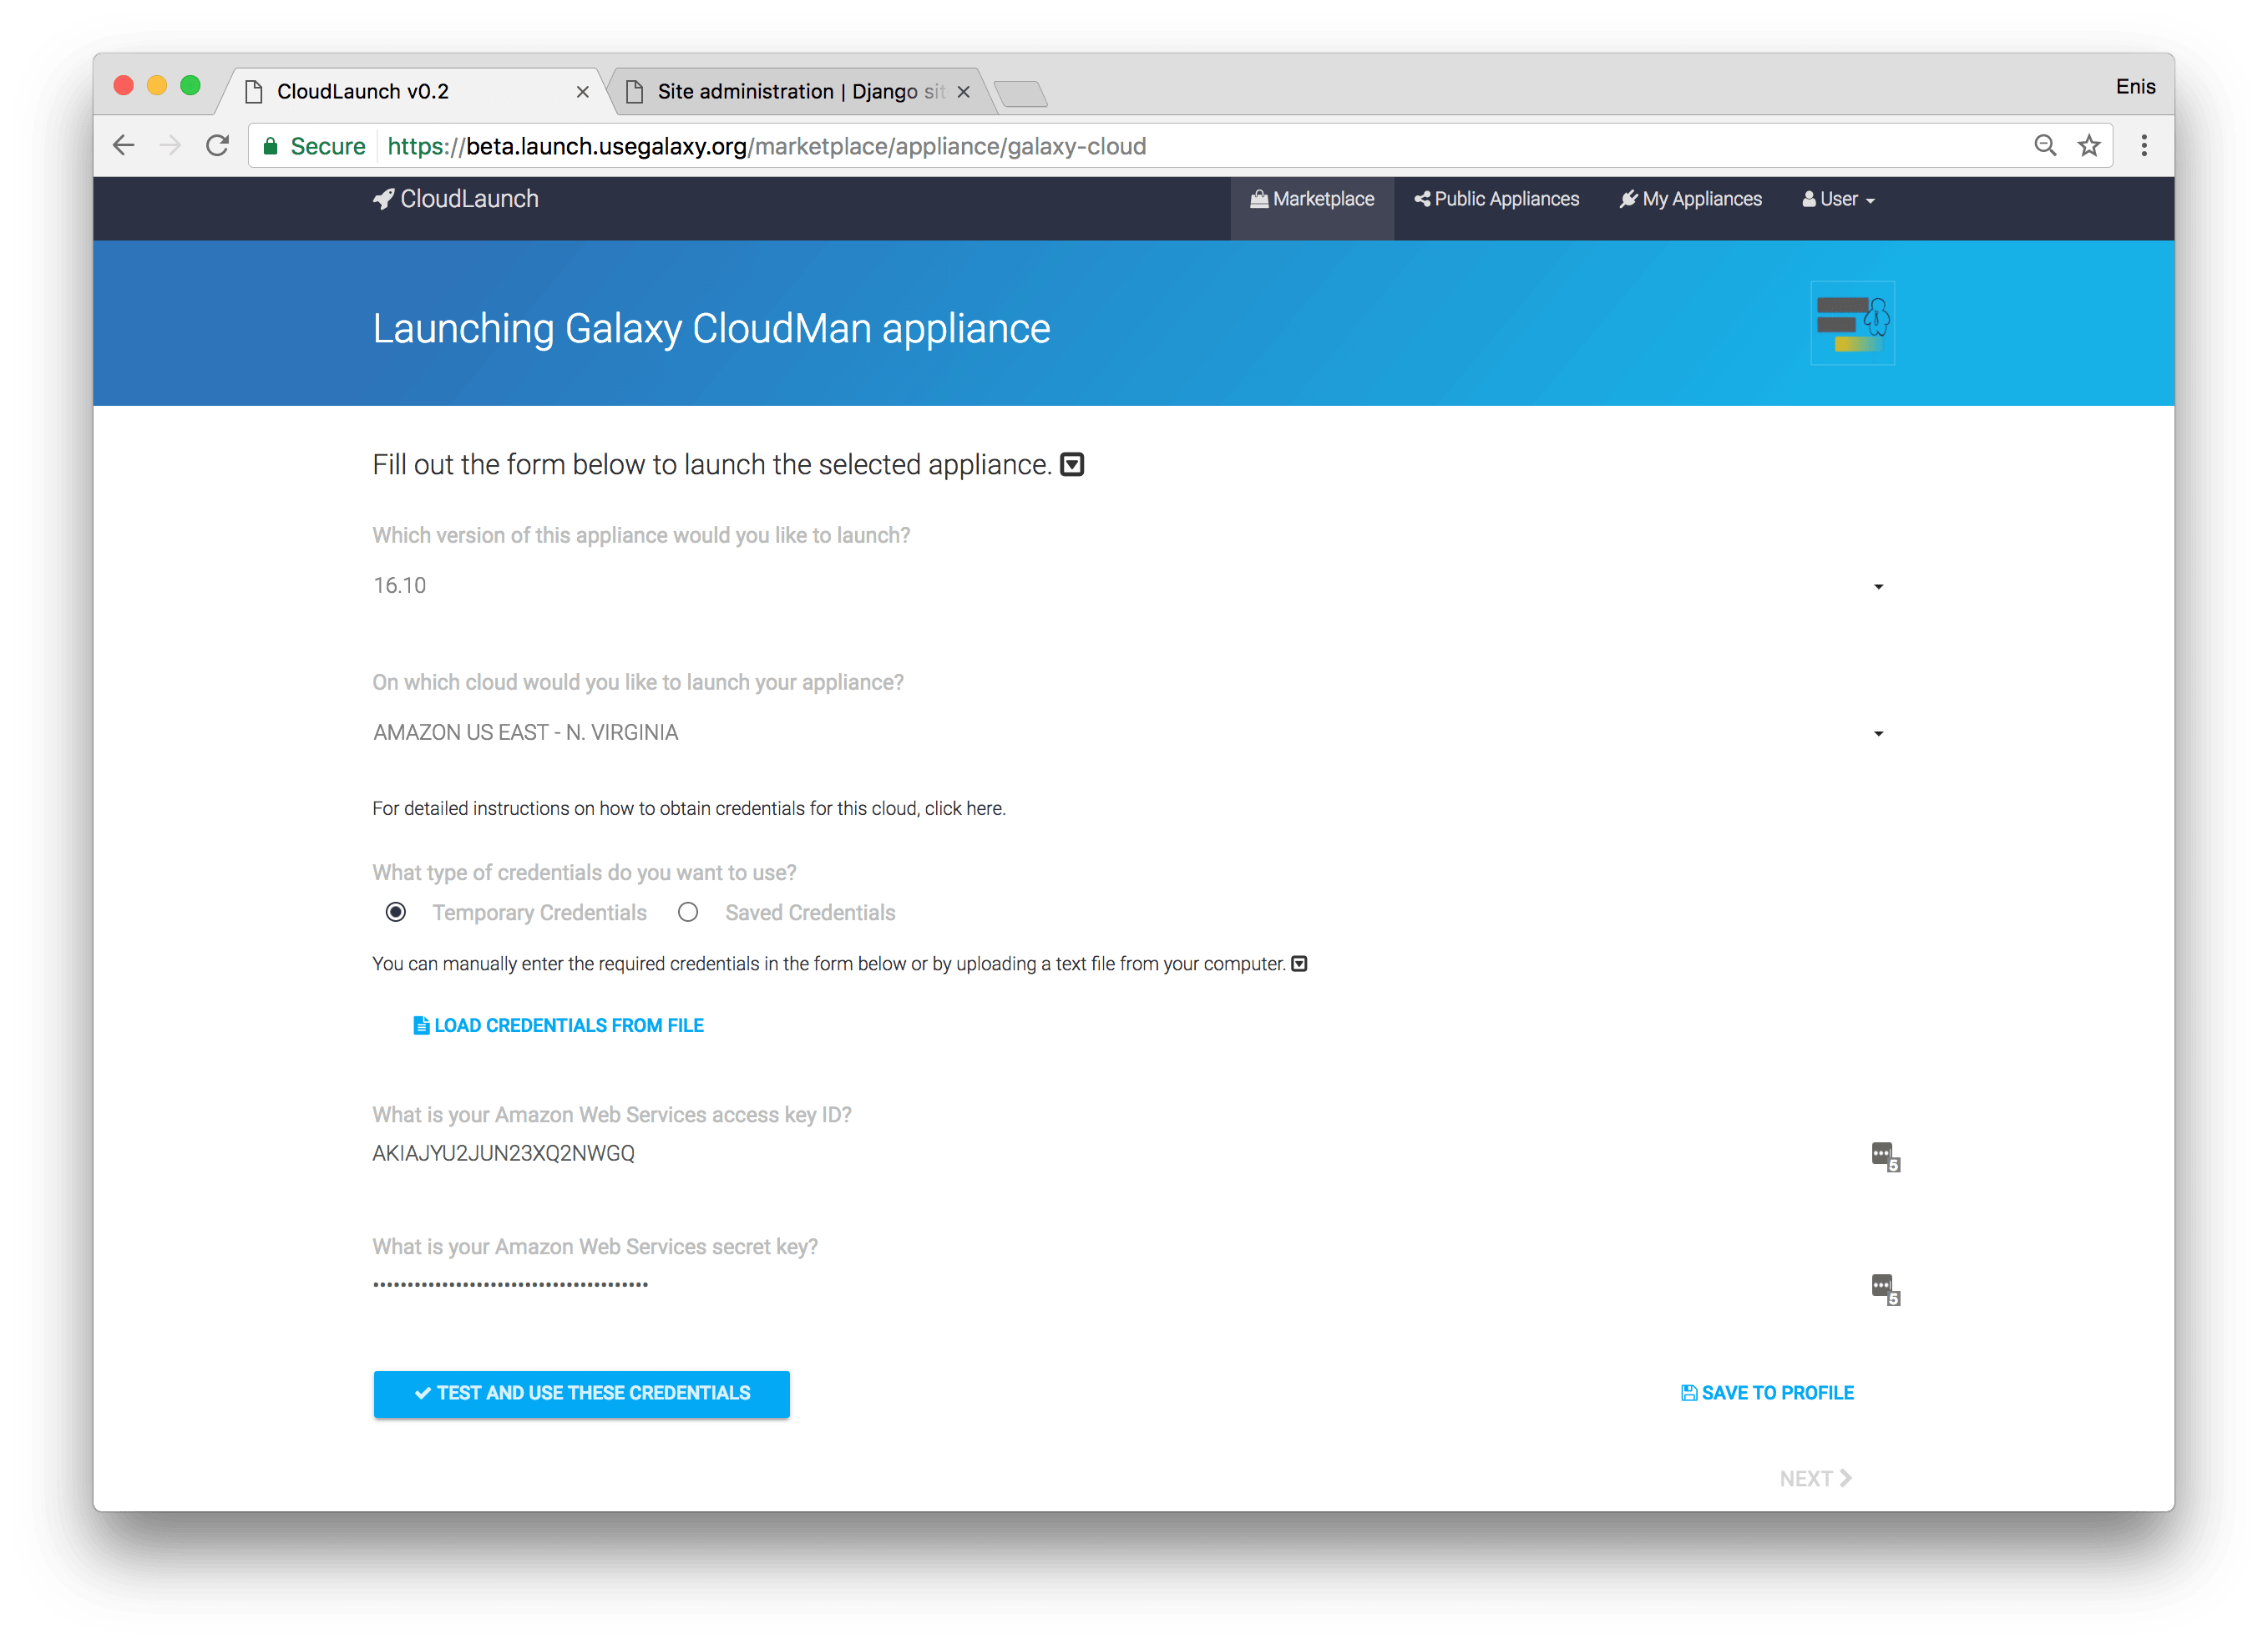 CloudLaunch v0.2
Site administration | Django sit
Enis
Secure https://beta.launch.usegalaxy.org/marketplace/appliance/galaxy-cloud
CloudLaunch
Marketplace
Public Appliances
My Appliances
User
Launching Galaxy CloudMan appliance
Fill out the form below to launch the selected appliance.
Which version of this appliance would you like to launch?
16.10
On which cloud would you like to launch your appliance?
AMAZON US EAST - N. VIRGINIA
For detailed instructions on how to obtain credentials for this cloud, click here.
What type of credentials do you want to use?
Temporary Credentials
Saved Credentials
You can manually enter the required credentials in the form below or by uploading a text file from your computer.
LOAD CREDENTIALS FROM FILE
What is your Amazon Web Services access key ID?
AKIAJYU2JUN23XQ2NWGQ
5
What is your Amazon Web Services secret key?
5
TEST AND USE THESE CREDENTIALS
SAVE TO PROFILE
NEXT